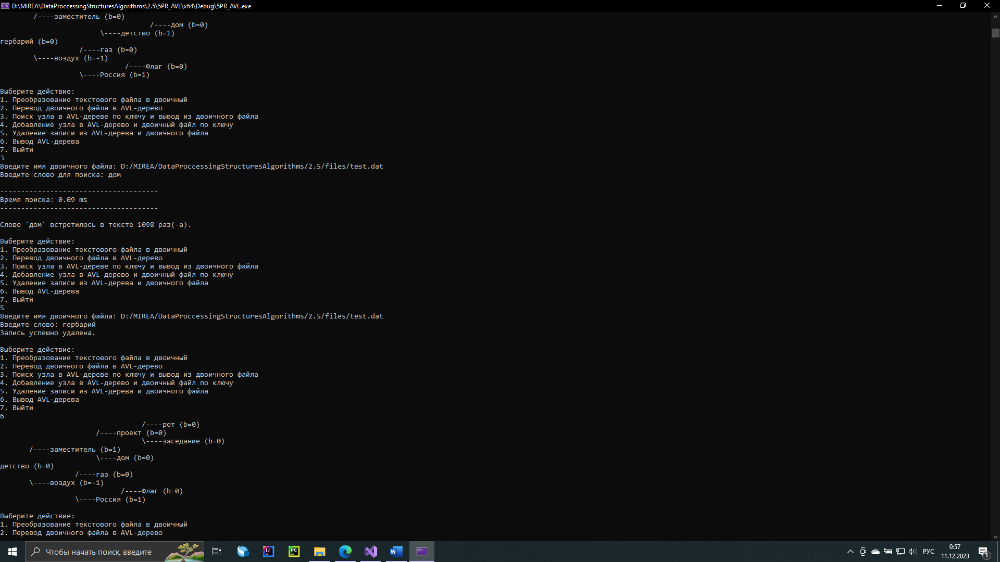 D:\MIREA\DataProccessingStructuresAlgorithms\2.5\5PR_AVL\x64\Debug\5PR_AVL.exe
/----заместитель (b=0)
/----дом (b=0)
\----детство (b=1)
гербарий (b=0)
/----газ (b=0)
\----воздух (b=-1)
/----Флаг (b=0)
\----Россия (b=1)
Выберите действие:
1. Преобразование текстового файла в двоичный
2. Перевод двоичного файла в AVL-дерево
3. Поиск узла в AVL-дереве по ключу и вывод из двоичного файла
4. Добавление узла в AVL-дерево и двоичный файл по ключу
5. Удаление записи из AVL-дерева и двоичного файла
6. Вывод AVL-дерева
7. Выйти
3
Введите имя двоичного файла: D:/MIREA/DataProccessingStructuresAlgorithms/2.5/files/test.dat
Введите слово для поиска: дом
--------------------------------------
Время поиска: 0.09 ms
--------------------------------------
Слово 'дом' встретилось в тексте 1098 раз(-а).
Выберите действие:
1. Преобразование текстового файла в двоичный
2. Перевод двоичного файла в AVL-дерево
3. Поиск узла в AVL-дереве по ключу и вывод из двоичного файла
4. Добавление узла в AVL-дерево и двоичный файл по ключу
5. Удаление записи из AVL-дерева и двоичного файла
6. Вывод AVL-дерева
7. Выйти
5
Введите имя двоичного файла: D:/MIREA/DataProccessingStructuresAlgorithms/2.5/files/test.dat
Введите слово: гербарий
Запись успешно удалена.
Выберите действие:
1. Преобразование текстового файла в двоичный
2. Перевод двоичного файла в AVL-дерево
3. Поиск узла в AVL-дереве по ключу и вывод из двоичного файла
4. Добавление узла в AVL-дерево и двоичный файл по ключу
5. Удаление записи из AVL-дерева и двоичного файла
6. Вывод AVL-дерева
7. Выйти
6
/----рот (b=0)
/----проект (b=0)
\----заседание (b=0)
/----заместитель (b=1)
\----дом (b=0)
детство (b=0)
/----газ (b=0)
\----воздух (b=-1)
/----Флаг (b=0)
\----Россия (b=1)
Выберите действие:
1. Преобразование текстового файла в двоичный
2. Перевод двоичного файла в AVL-дерево
Чтобы начать поиск, введите
РУС
0:57
11.12.2023
1